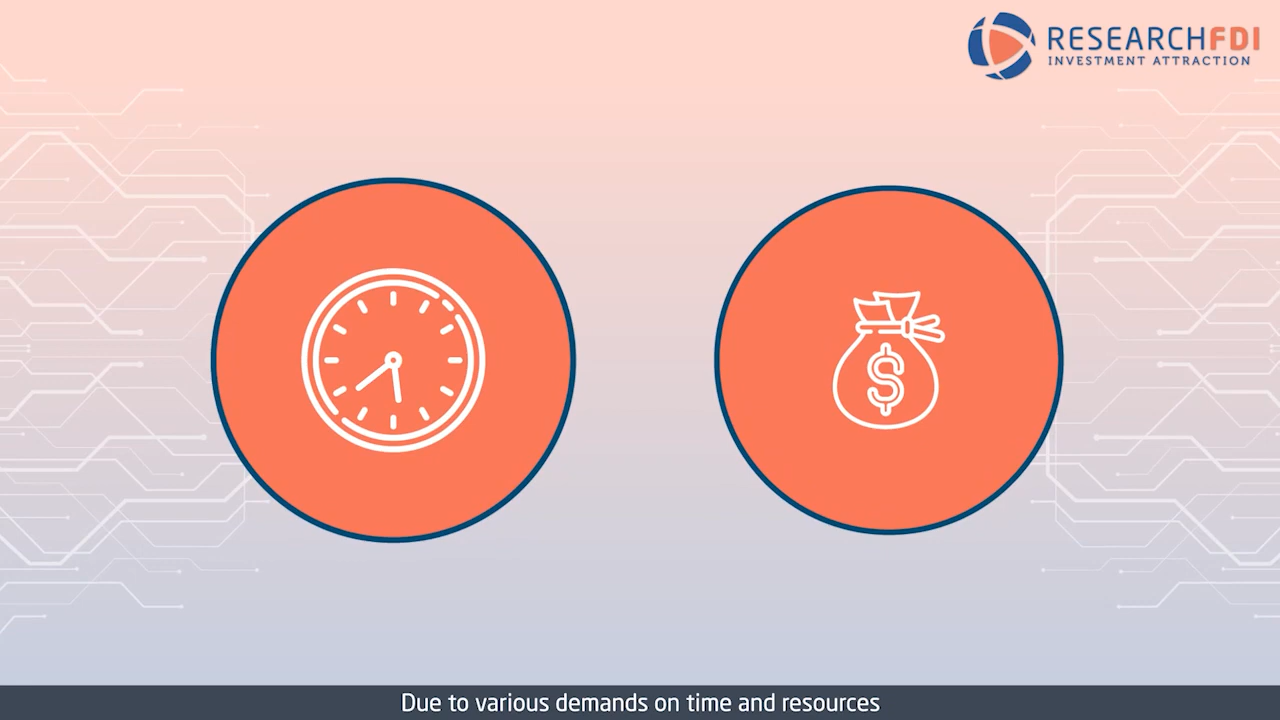 RESEARCHFDI
INVESTMENT ATTRACTION
$
Due to various demands on time and resources